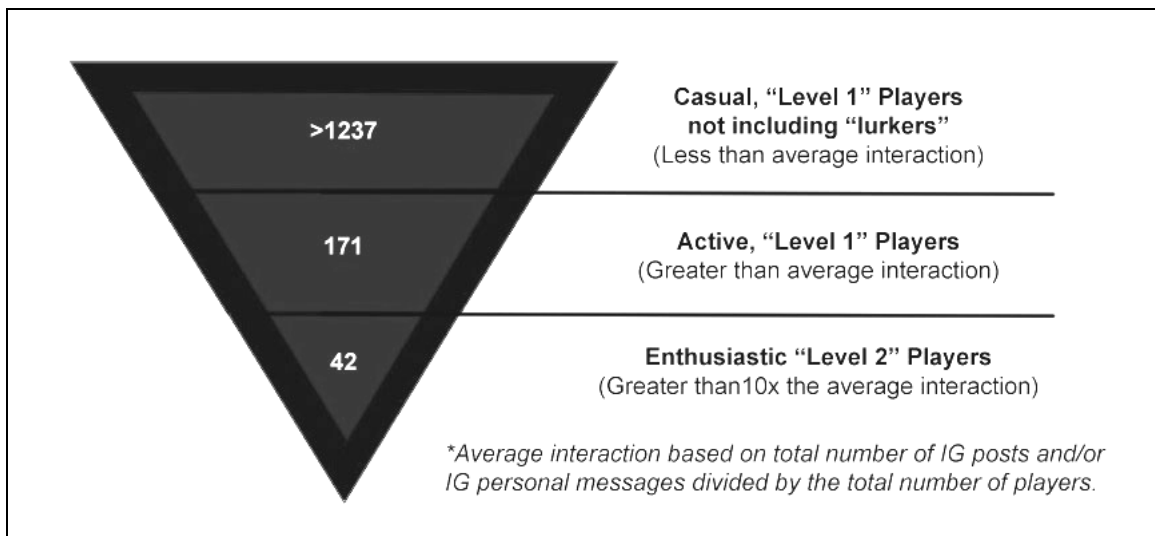 >1237
Casual, “Level 1” Players
not including “lurkers”
(Less than average interaction)
171
Active, “Level 1” Players
(Greater than average interaction)
42
Enthusiastic “Level 2” Players
(Greater than10x the average interaction)
*Average interaction based on total number of IG posts and/or
IG personal messages divided by the total number of players.